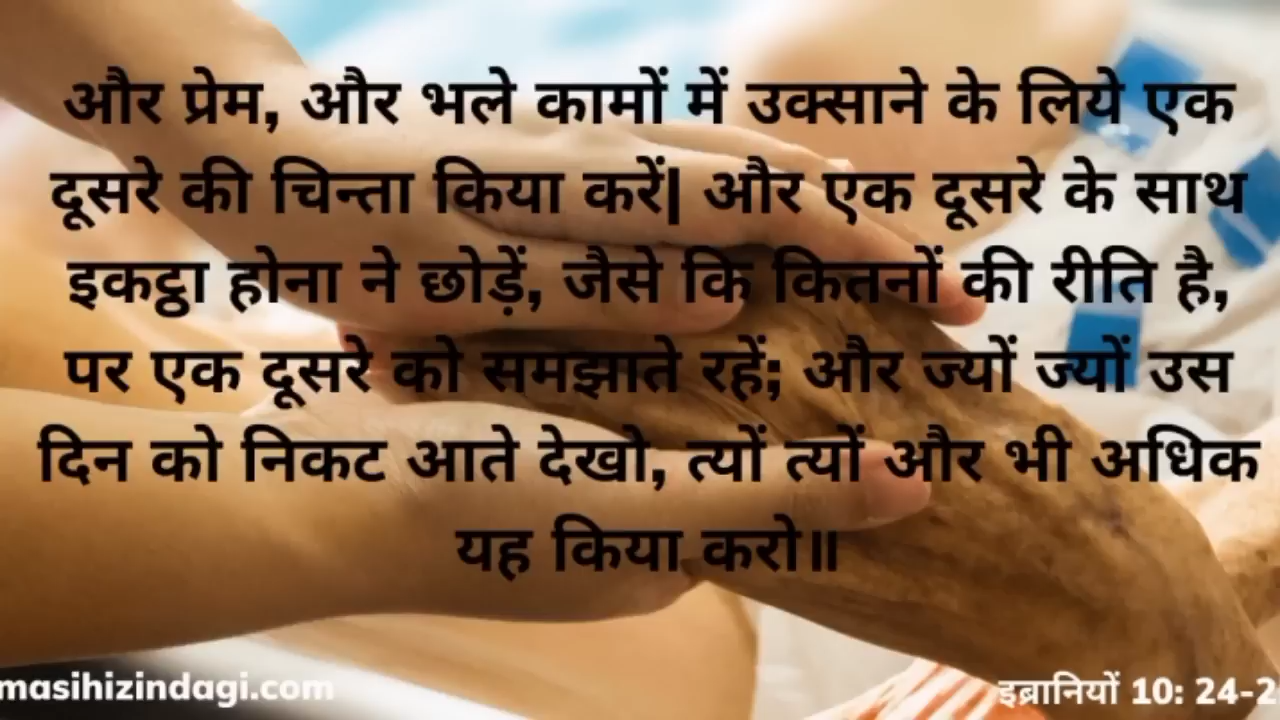 और प्रेम, और भले कामों में उक्साने के लिये एक
दूसरे की चिन्ता किया करें| और एक दूसरे के साथ
इकट्ठा होना ने छोड़ें, जैसे कि कितनों की रीति है,
पर एक दूसरे को समझाते रहें; और ज्यों ज्यों उस
दिन को निकट आते देखो, त्यों त्यों और भी अधिक
यह किया करो॥
masihizindagi.com
इब्रानियों 10: 24-2